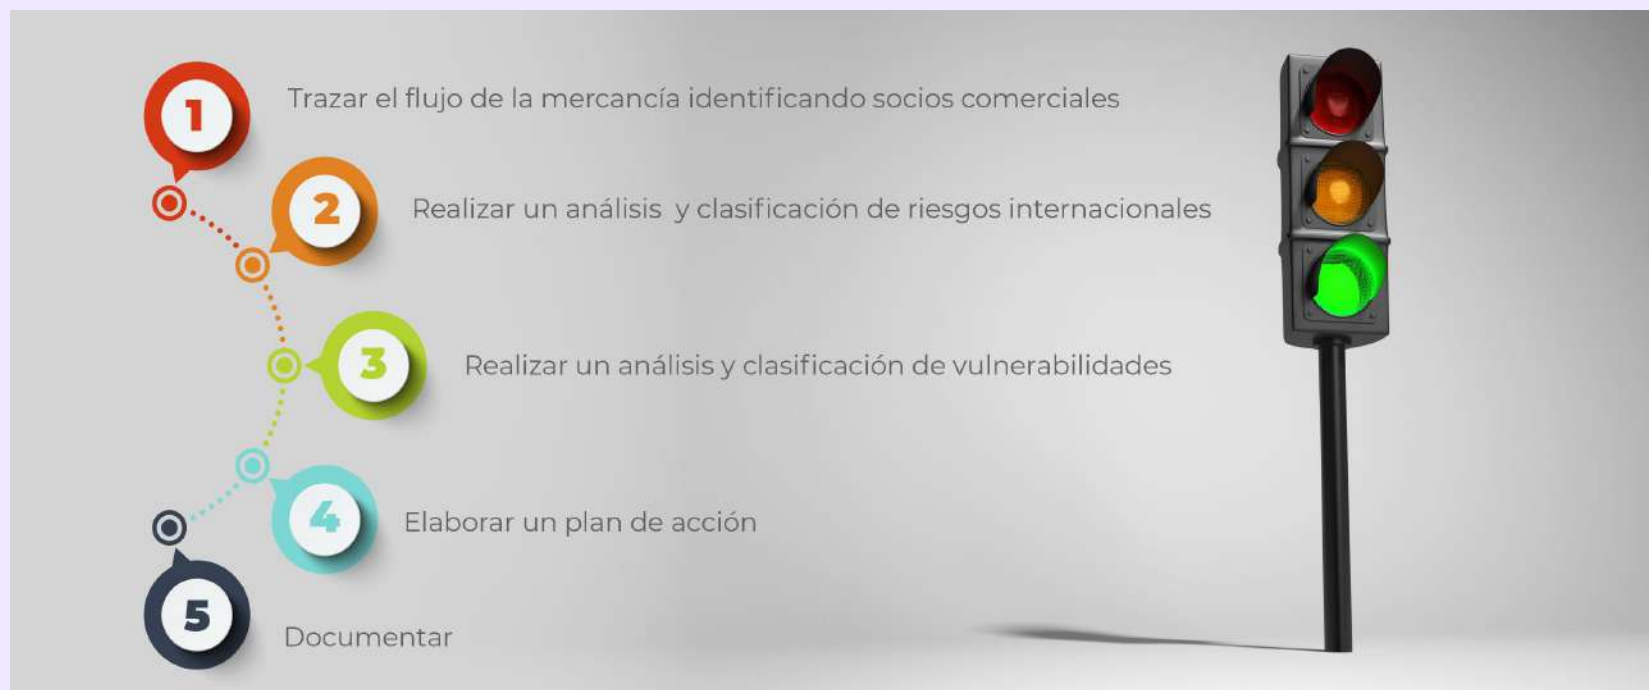 1
Trazar el flujo de la mercancía identificando socios comerciales
2
Realizar un análisis y clasificación de riesgos internacionales
3
Realizar un análisis y clasificación de vulnerabilidades
4
Elaborar un plan de acción
5
Documentar